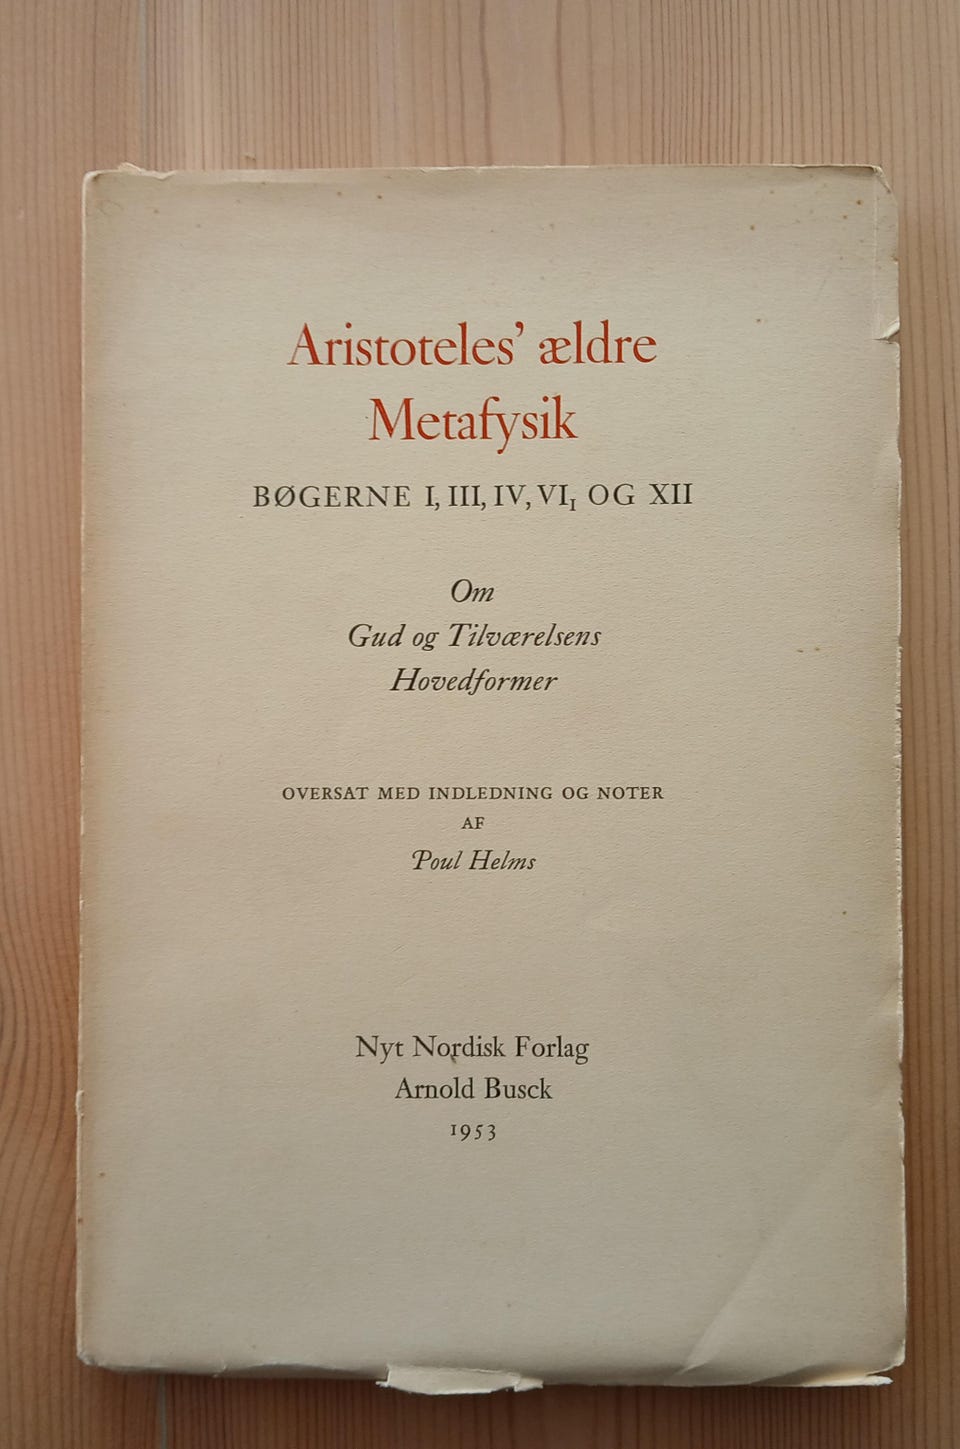 Aristoteles’ ældre
Metafysik
BØGERNE I, III, IV, VI₁ OG XII
Om
Gud og Tilværelsens
Hovedformer
OVERSAT MED INDLEDNING OG NOTER
AF
Poul Helms
Nyt Nordisk Forlag
Arnold Busck
1953